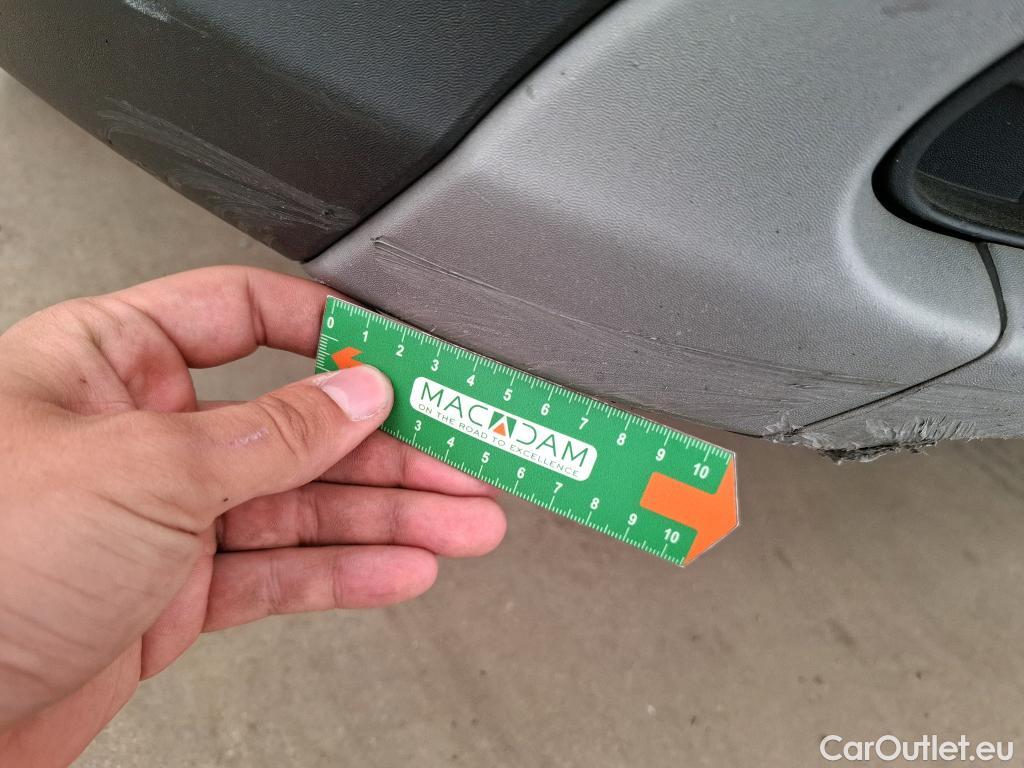 0 1 2 3 4 5 6 7 8 9 10
MACADAM
ON THE ROAD TO EXCELLENCE
3 4 5 6 7 8 9 10
CarOutlet.eu